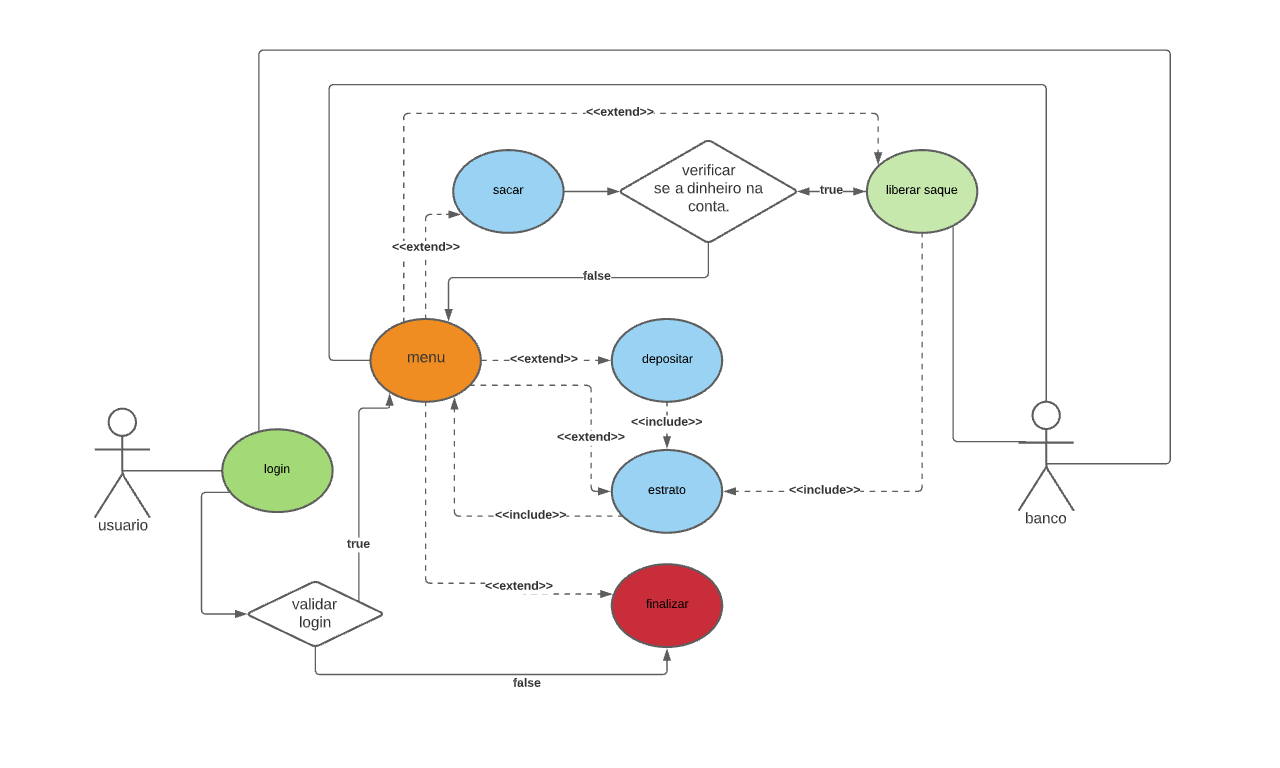 <<extend>>
sacar
verificar
se a dinheiro na
conta.
true
liberar saque
<<extend>>
false
menu
<<extend>>
depositar
<<include>>
<<extend>>
login
estrato
<<include>>
<<include>>
usuario
banco
true
<<extend>>
finalizar
validar
login
false